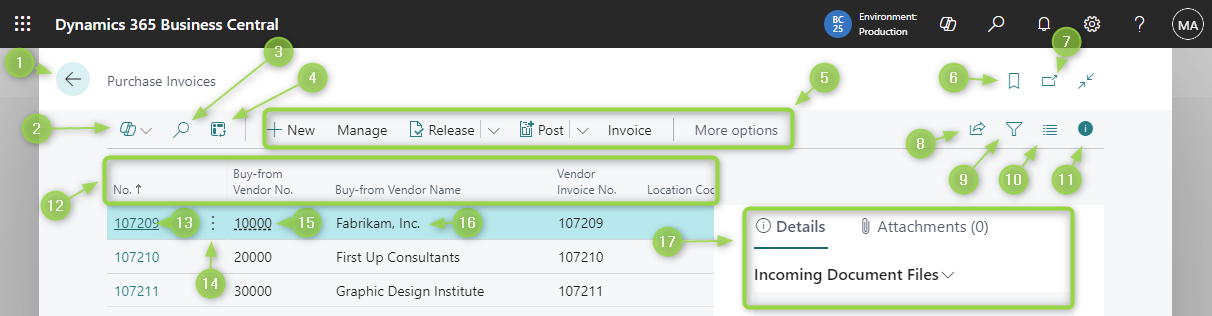 Dynamics 365 Business Central
BC
25
Environment:
Production
MA
1
3
4
5
6
7
Purchase Invoices
2
New Manage Release Post Invoice More options
8
9
10
11
12
No. ↑
Buy-from
Vendor No.
Buy-from Vendor Name
Vendor
Invoice No.
Location Cod
107209 13 10000 15 Fabrikam, Inc. 16 107209
14
17
Details Attachments (0)
107210 20000 First Up Consultants 107210
Incoming Document Files
107211 30000 Graphic Design Institute 107211